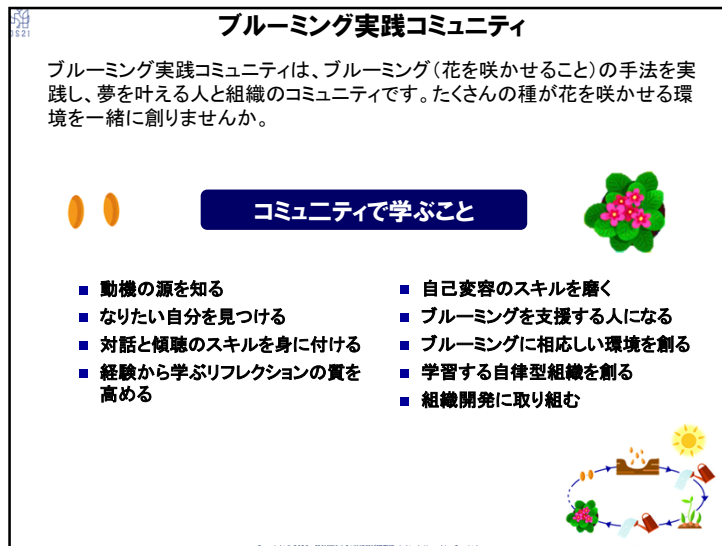 ブルーミング実践コミュニティ
ブルーミング実践コミュニティは、ブルーミング（花を咲かせること）の手法を実
践し、夢を叶える人と組織のコミュニティです。たくさんの種が花を咲かせる環
境を一緒に創りませんか。
コミュニティで学ぶこと
■ 動機の源を知る
■ なりたい自分を見つける
■ 対話と傾聴のスキルを身に付ける
■ 経験から学ぶリフレクションの質を
高める
■ 自己変容のスキルを磨く
■ ブルーミングを支援する人になる
■ ブルーミングに相応しい環境を創る
■ 学習する自律型組織を創る
■ 組織開発に取り組む